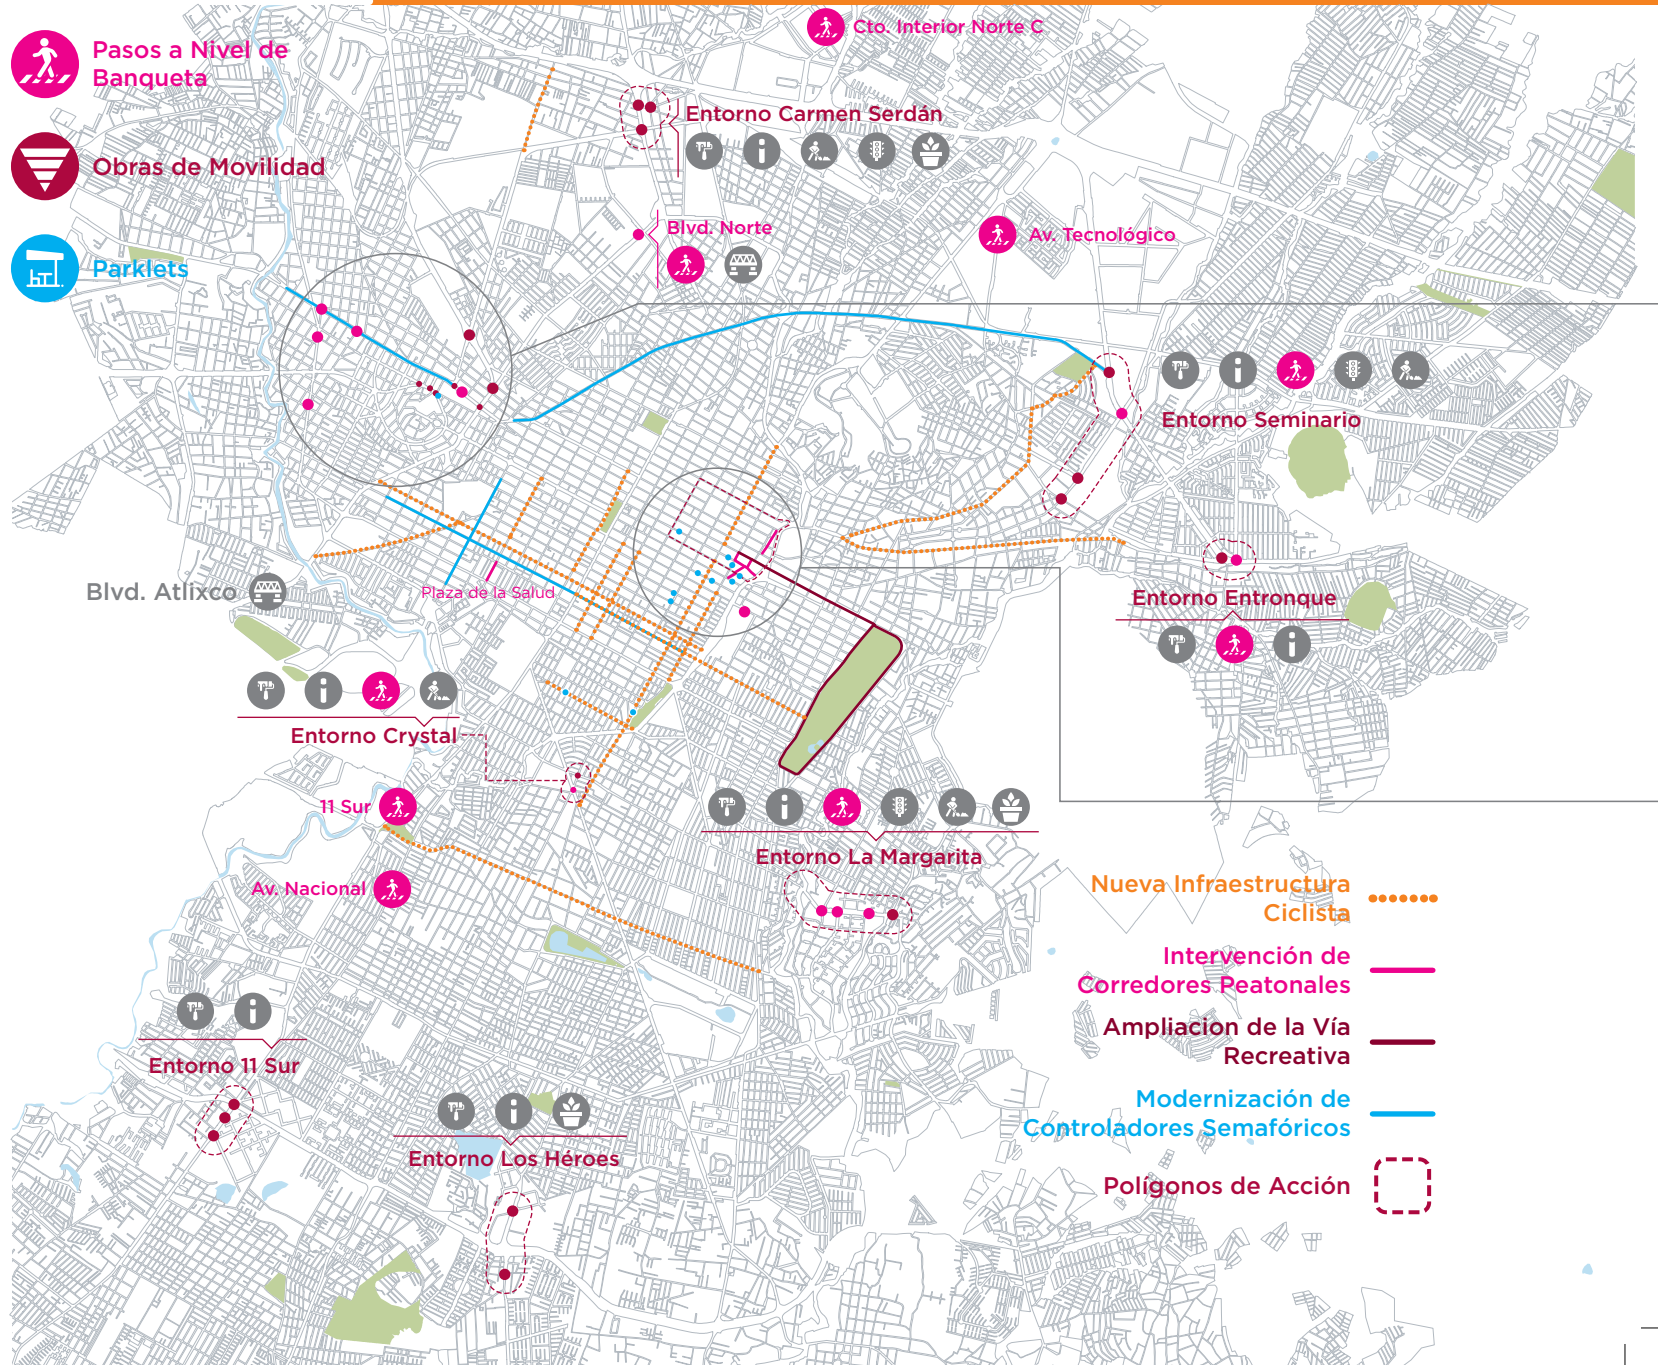 Cto. Interior Norte C
Pasos a Nivel de
Banqueta
Entorno Carmen Serdán
Obras de Movilidad
Blvd. Norte
Av. Tecnológico
Parklets
Entorno Seminario
Blvd. Atlixco
Plaza de la Salud
Entorno Entronque
Entorno Crystal
11 Sur
Entorno La Margarita
Av. Nacional
Nueva Infraestructura
Ciclista
Intervención de
Corredores Peatonales
Ampliacion de la Vía
Recreativa
Entorno 11 Sur
Modernización de
Controladores Semafóricos
Entorno Los Héroes
Polígonos de Acción